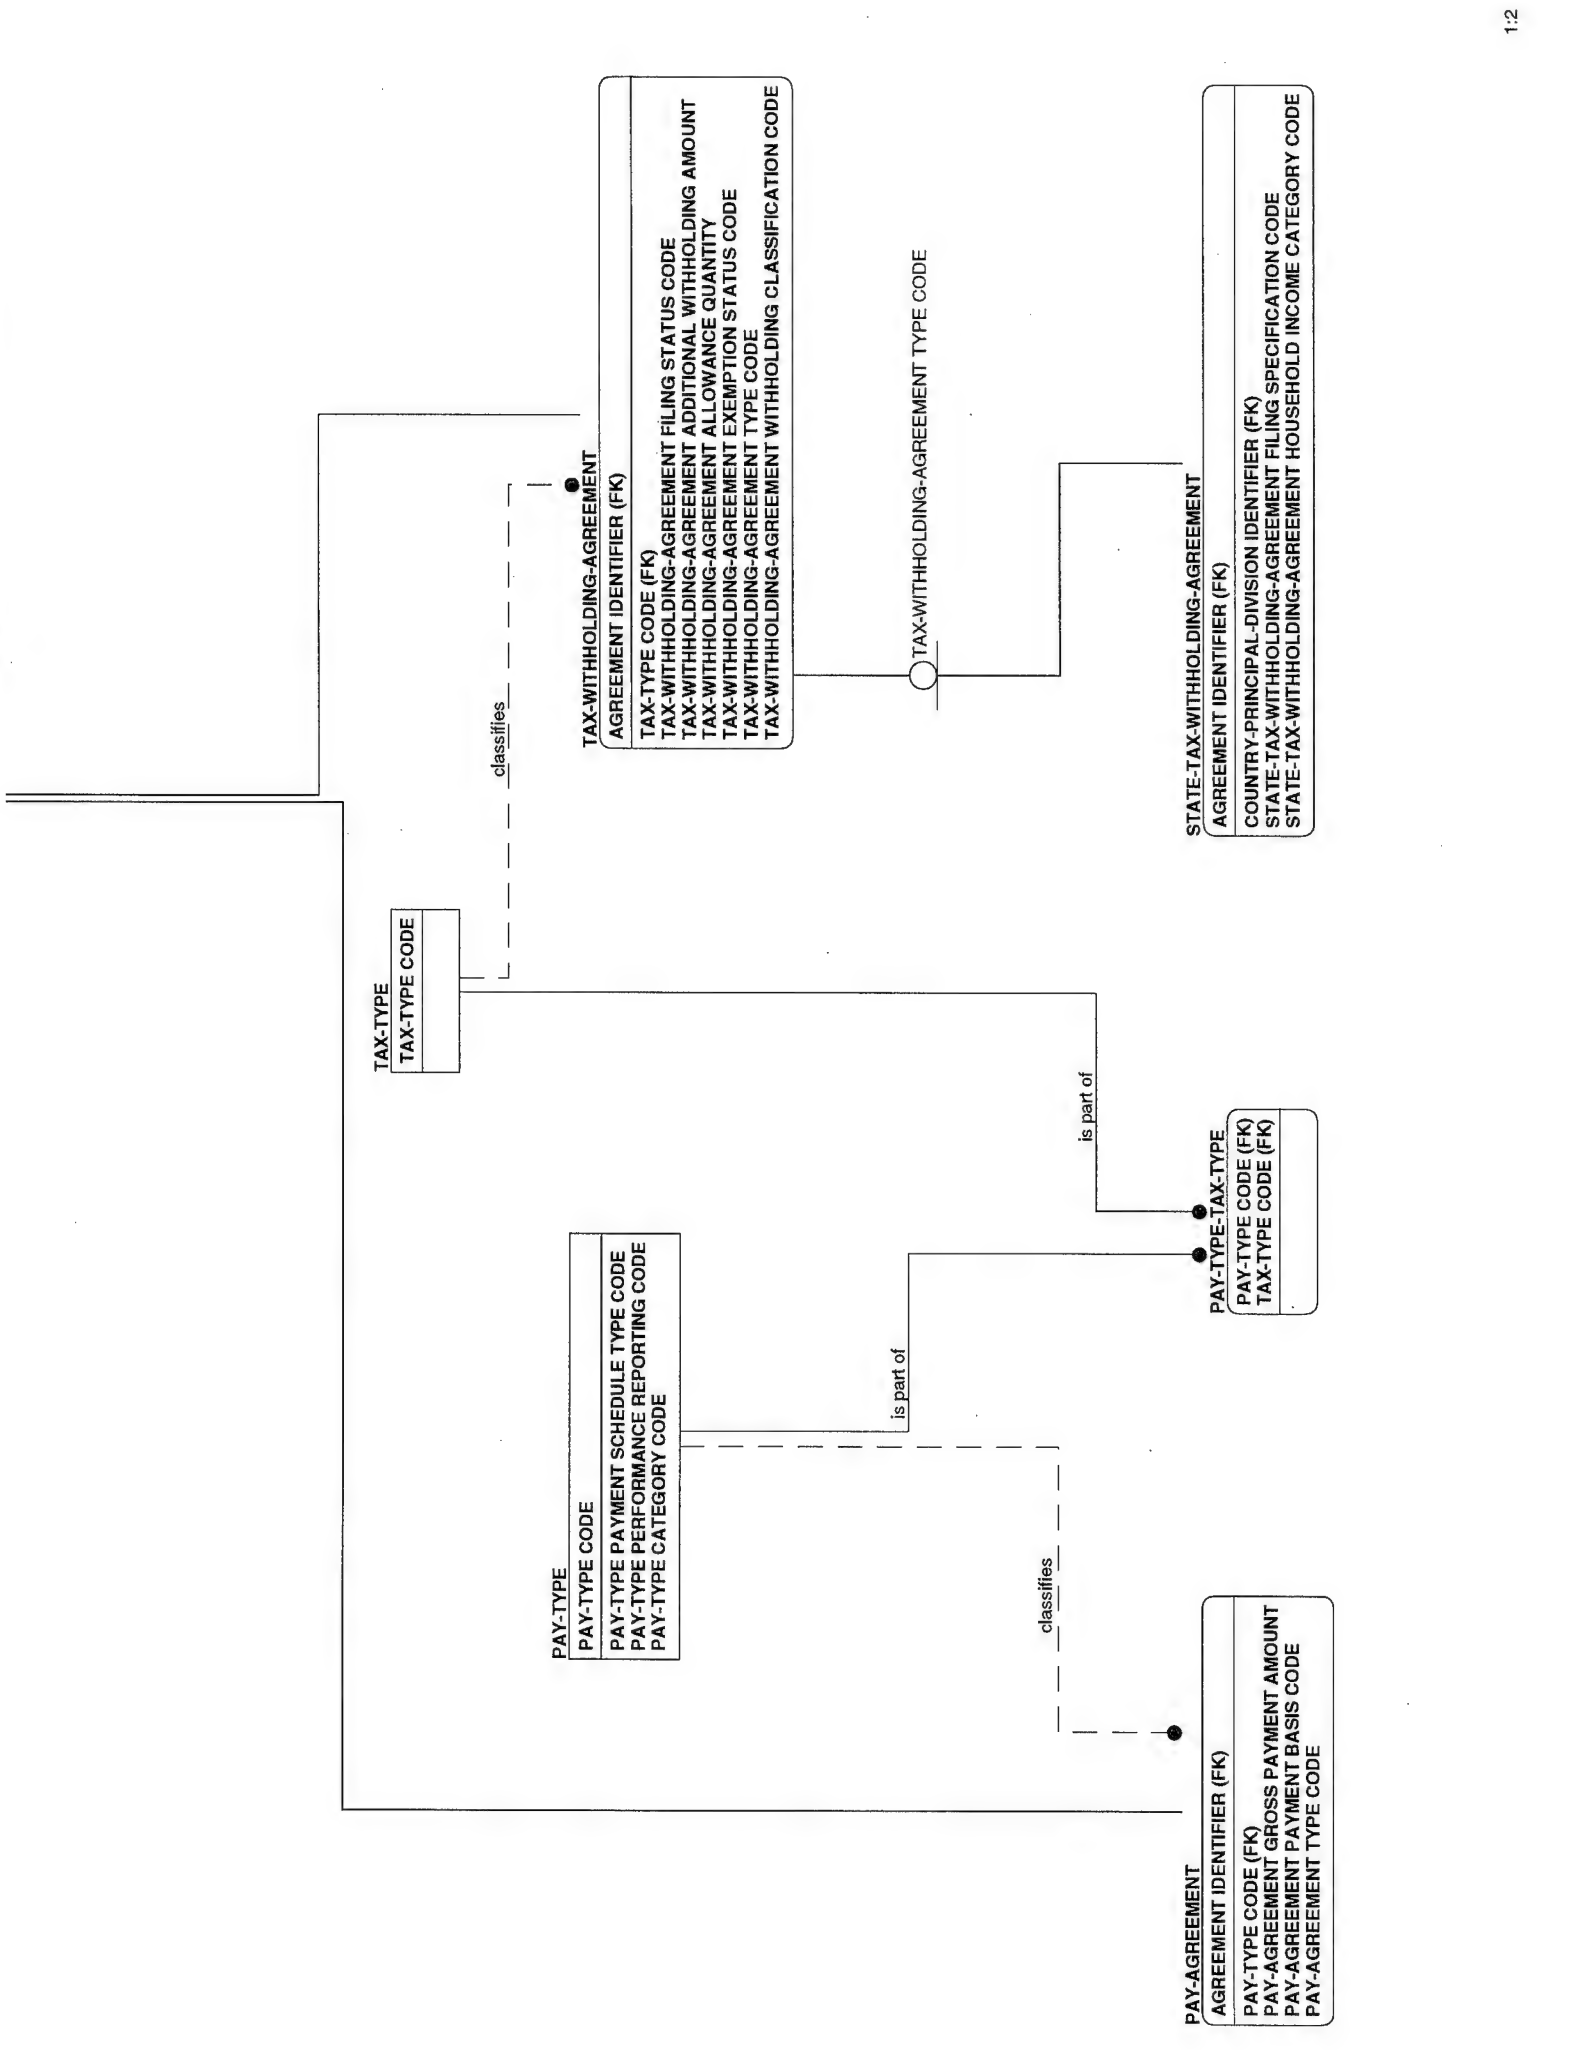 TAX-TYPE
TAX-TYPE CODE
classifies
TAX-WITHHOLDING-AGREEMENT
AGREEMENT IDENTIFIER (FK)
TAX-TYPE CODE (FK)
TAX-WITHHOLDING-AGREEMENT FILING STATUS CODE
TAX-WITHHOLDING-AGREEMENT ADDITIONAL WITHHOLDING AMOUNT
TAX-WITHHOLDING-AGREEMENT ALLOWANCE QUANTITY
TAX-WITHHOLDING-AGREEMENT EXEMPTION STATUS CODE
TAX-WITHHOLDING-AGREEMENT TYPE CODE
TAX-WITHHOLDING-AGREEMENT WITHHOLDING CLASSIFICATION CODE
PAY-TYPE
PAY-TYPE CODE
PAY-TYPE PAYMENT SCHEDULE TYPE CODE
PAY-TYPE PERFORMANCE REPORTING CODE
PAY-TYPE CATEGORY CODE
is part of
TAX-WITHHOLDING-AGREEMENT TYPE CODE
classifies
is part of
PAY-AGREEMENT
AGREEMENT IDENTIFIER (FK)
PAY-TYPE CODE (FK)
PAY-AGREEMENT GROSS PAYMENT AMOUNT
PAY-AGREEMENT PAYMENT BASIS CODE
PAY-AGREEMENT TYPE CODE
PAY-TYPE-TAX-TYPE
PAY-TYPE CODE (FK)
TAX-TYPE CODE (FK)
STATE-TAX-WITHHOLDING-AGREEMENT
AGREEMENT IDENTIFIER (FK)
COUNTRY-PRINCIPAL-DIVISION IDENTIFIER (FK)
STATE-TAX-WITHHOLDING-AGREEMENT FILING SPECIFICATION CODE
STATE-TAX-WITHHOLDING-AGREEMENT HOUSEHOLD INCOME CATEGORY CODE
1:2